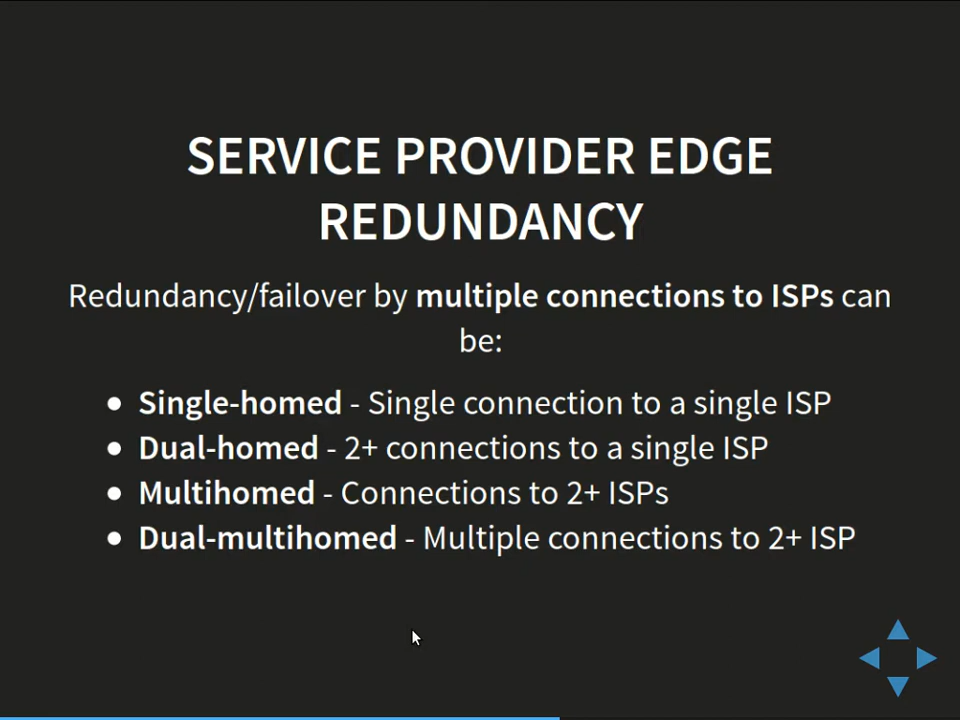 SERVICE PROVIDER EDGE
REDUNDANCY
Redundancy/failover by multiple connections to ISPs can
be:
• Single-homed - Single connection to a single ISP
• Dual-homed - 2+ connections to a single ISP
• Multihomed - Connections to 2+ ISPs
• Dual-multihomed - Multiple connections to 2+ ISP